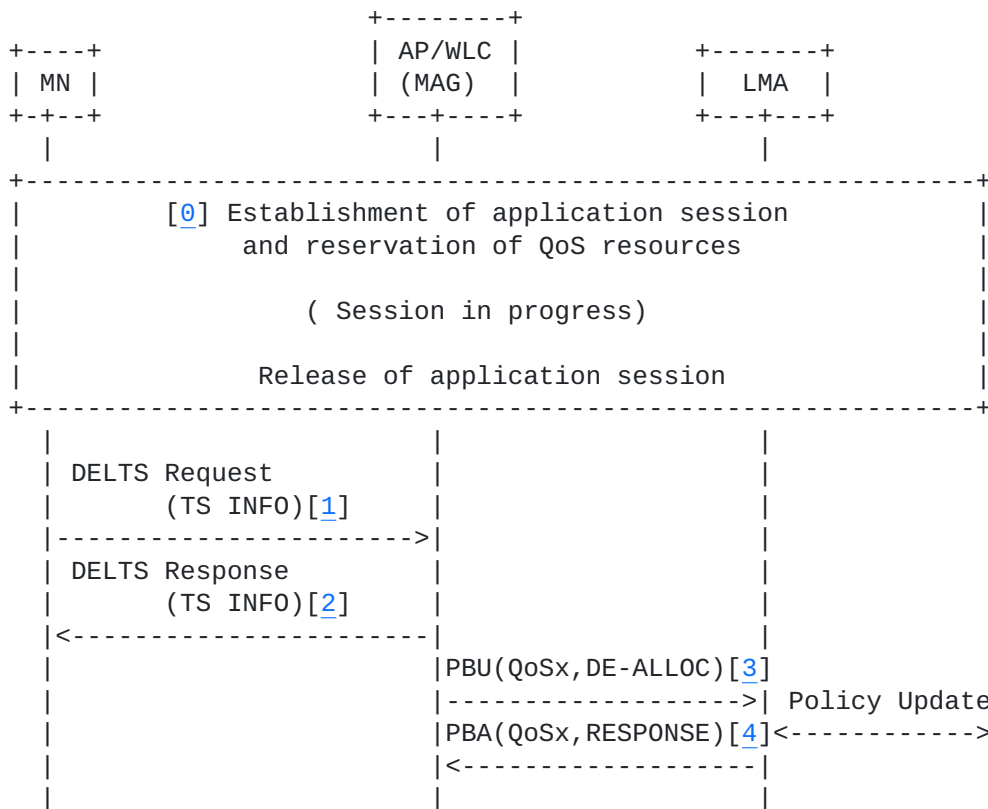 +--------+
+----+                 | AP/WLC |           +-------+
| MN |                 | (MAG)  |           |  LMA  |
+-+--+                 +---+----+           +---+---+
  |                        |                    |
+-------------------------------------------------------------+
|         [0] Establishment of application session            |
|              and reservation of QoS resources               |
|                                                             |
|                  ( Session in progress)                     |
|                                                             |
|               Release of application session                |
+-------------------------------------------------------------+
  |                        |                    |
  | DELTS Request          |                    |
  |       (TS INFO)[1]     |                    |
  |----------------------->|                    |
  | DELTS Response         |                    |
  |       (TS INFO)[2]     |                    |
  |<-----------------------|                    |
  |                        |PBU(QoSx,DE-ALLOC)[3]
  |                        |------------------->| Policy Update
  |                        |PBA(QoSx,RESPONSE)[4]<------------>
  |                        |<-------------------|
  |                        |                    |